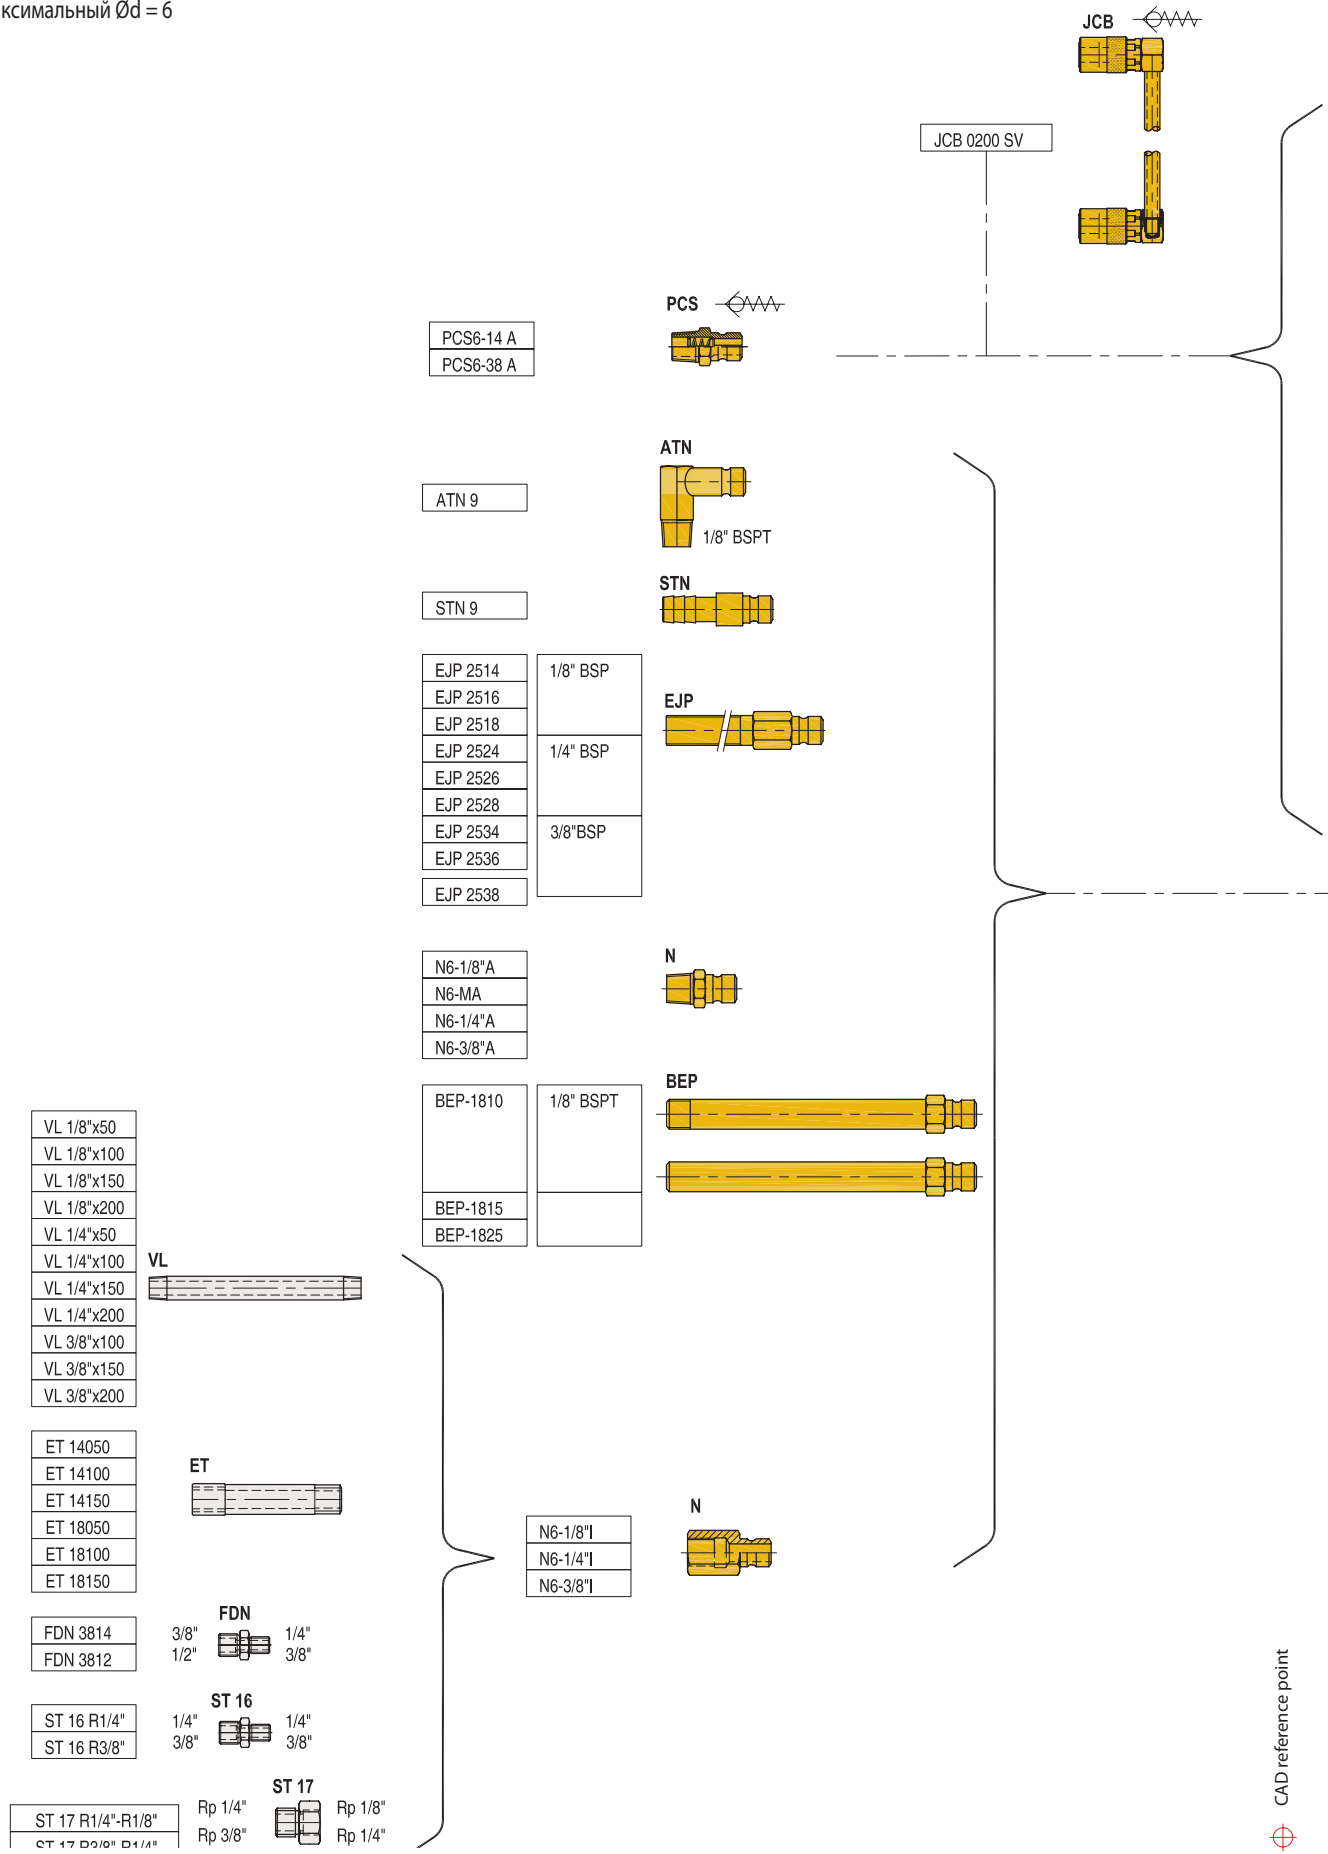 ксимальный Ød = 6
JCB
JCB 0200 SV
PCS
PCS6-14 A
PCS6-38 A
ATN
ATN 9
1/8" BSPT
STN
STN 9
EJP 2514
1/8" BSP
EJP 2516
EJP 2518
EJP
EJP 2524
1/4" BSP
EJP 2526
EJP 2528
EJP 2534
3/8"BSP
EJP 2536
EJP 2538
N
N6-1/8"A
N6-MA
N6-1/4"A
N6-3/8"A
BEP
BEP-1810
1/8" BSPT
BEP-1815
BEP-1825
VL 1/8"x50
VL 1/8"x100
VL 1/8"x150
VL 1/8"x200
VL 1/4"x50
VL 1/4"x100
VL 1/4"x150
VL 1/4"x200
VL 3/8"x100
VL 3/8"x150
VL 3/8"x200
VL
ET 14050
ET 14100
ET 14150
ET 18050
ET 18100
ET 18150
ET
N
N6-1/8"I
N6-1/4"I
N6-3/8"I
FDN
FDN 3814
3/8"
1/4"
FDN 3812
1/2"
3/8"
ST 16
ST 16 R1/4"
1/4"
1/4"
ST 16 R3/8"
3/8"
3/8"
ST 17
ST 17 R1/4"-R1/8"
Rp 1/4"
Rp 1/8"
ST 17 R3/8"-R1/4"
Rp 3/8"
Rp 1/4"
CAD reference point